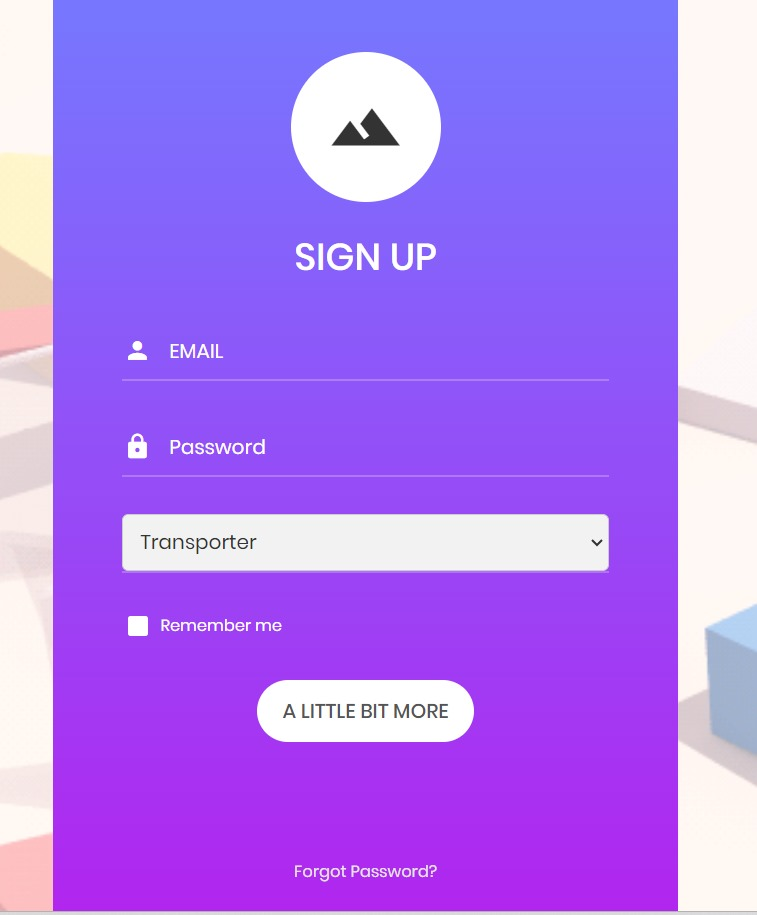 SIGN UP
EMAIL
Password
Transporter
Remember me
A LITTLE BIT MORE
Forgot Password?